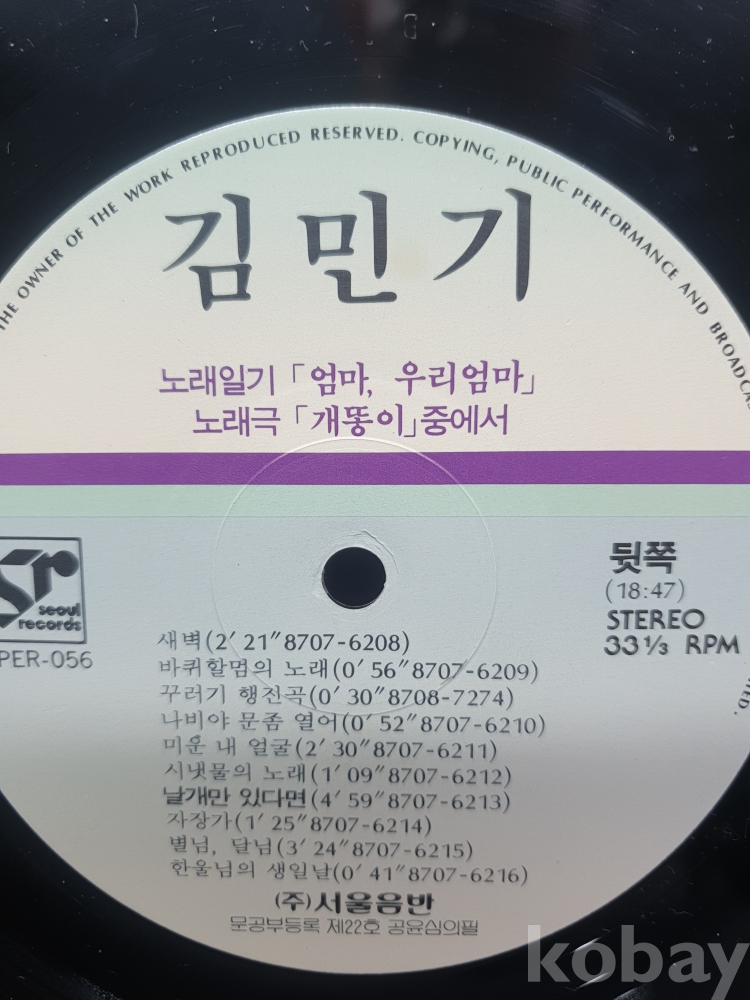 THE OWNER OF THE WORK REPRODUCED RESERVED. COPYING, PUBLIC PERFORMANCE AND BROADCAS
김민기
노래일기「엄마, 우리엄마」
노래극「개똥이」중에서
sr
seoul
records
PER-056
뒷쪽
(18:47)
STEREO
33⅓ RPM
새벽(2′ 21″8707-6208)
바퀴할멈의 노래(0′ 56″8707-6209)
꾸러기 행진곡(0′ 30″8708-7274)
나비야 문좀 열어(0′ 52″8707-6210)
미운 내 얼굴(2′ 30″8707-6211)
시냇물의 노래(1′ 09″8707-6212)
날개만 있다면(4′ 59″8707-6213)
자장가(1′ 25″8707-6214)
별님, 달님(3′ 24″8707-6215)
한울님의 생일날(0′ 41″8707-6216)
(주)서울음반
문공부등록 제22호 공윤심의필
kobay